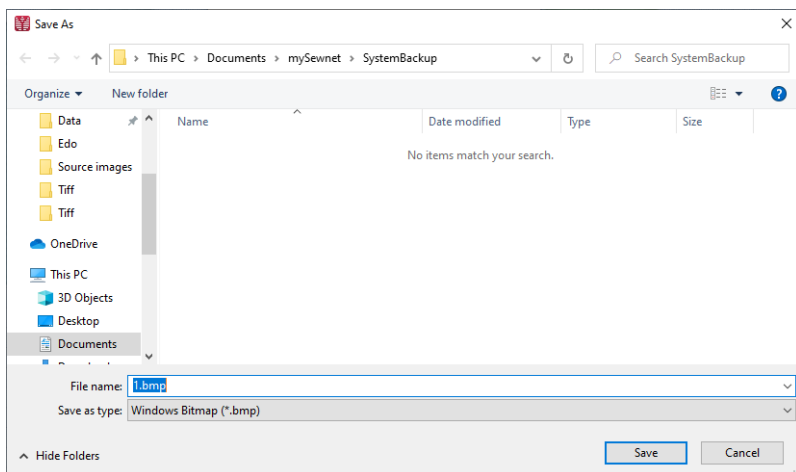 Save As
This PC > Documents > mySewnet > SystemBackup
Search SystemBackup
Organize
New folder
Name
Date modified
Type
Size
No items match your search.
Data
Edo
Source images
Tiff
Tiff
OneDrive
This PC
3D Objects
Desktop
Documents
File name: 1.bmp
Save as type: Windows Bitmap (*.bmp)
Hide Folders
Save
Cancel